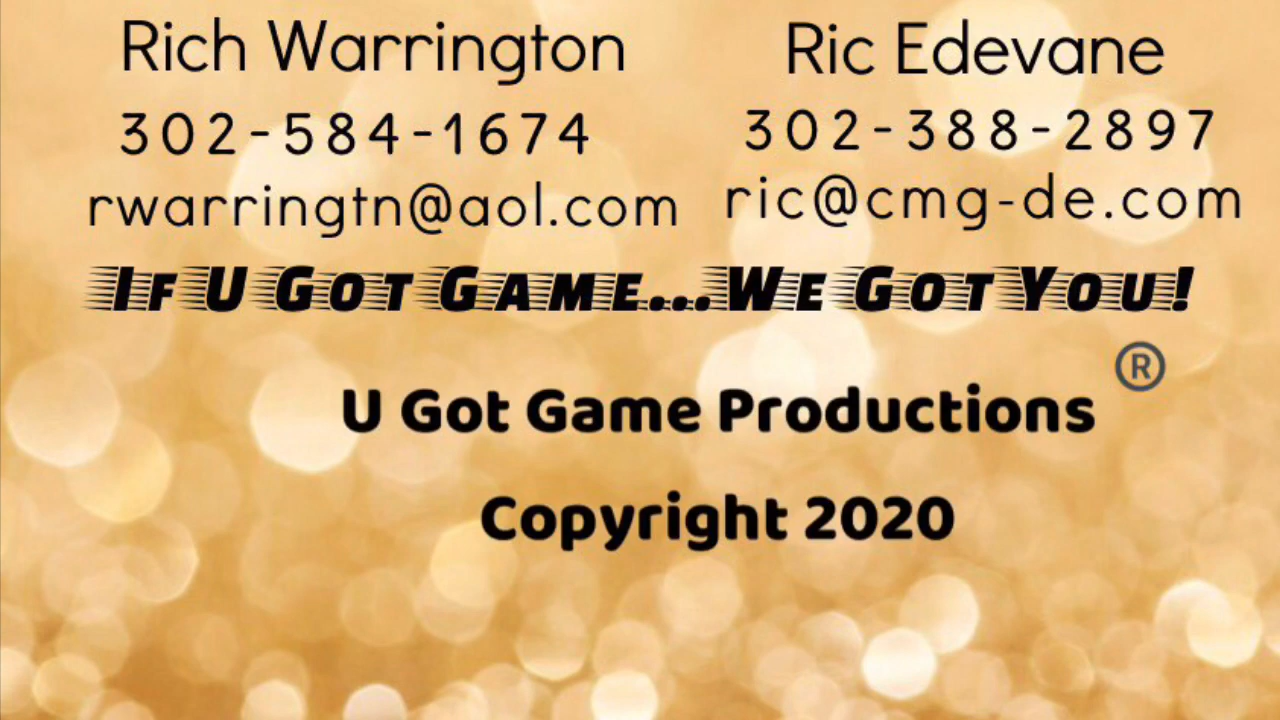 Rich Warrington
302-584-1674
rwarringtn@aol.com
Ric Edevane
302-388-2897
ric@cmg-de.com
If U Got Game...We Got You!
®
U Got Game Productions
Copyright 2020